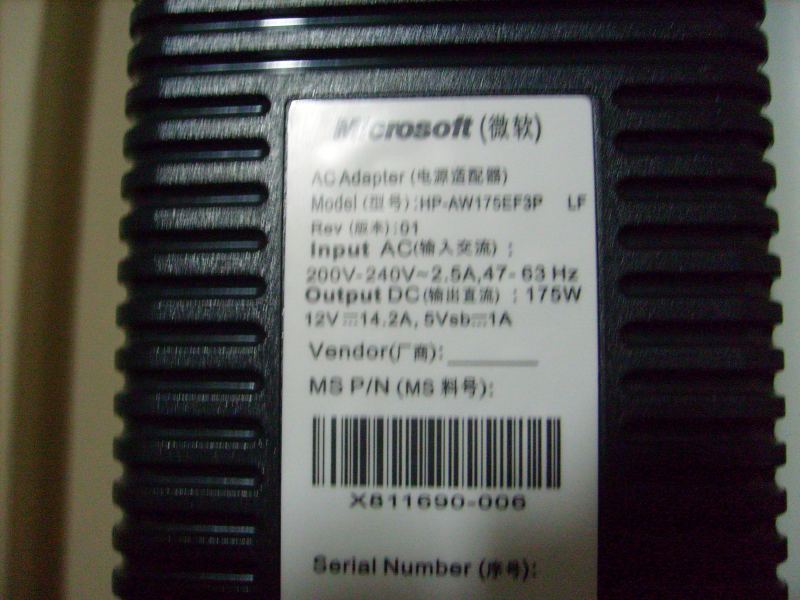 Microsoft (微软)
AC Adapter (电源适配器)
Model (型号):HP-AW175EF3P LF
Rev (版本):01
Input AC(输入交流) :
200V-240V~2.5A,47-63 Hz
Output DC(输出直流) : 175W
12V⎓14.2A, 5Vsb⎓1A
Vendor(厂商):________
MS P/N (MS 料号):
X811690-006
Serial Number (序号):